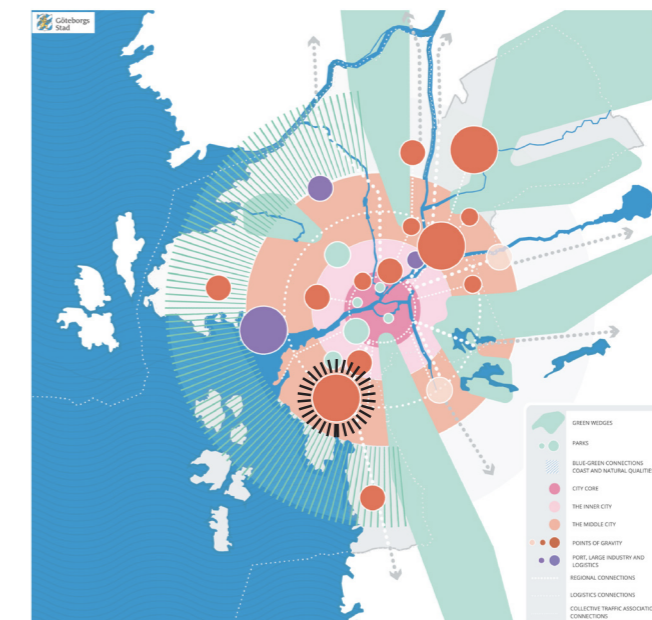 Göteborgs
Stad
GREEN WEDGES
PARKS
BLUE-GREEN CONNECTIONS
COAST AND NATURAL QUALITIES
CITY CORE
THE INNER CITY
THE MIDDLE CITY
POINTS OF GRAVITY
PORT, LARGE INDUSTRY AND
LOGISTICS
REGIONAL CONNECTIONS
LOGISTICS CONNECTIONS
COLLECTIVE TRAFFIC ASSOCIATIO
CONNECTIONS